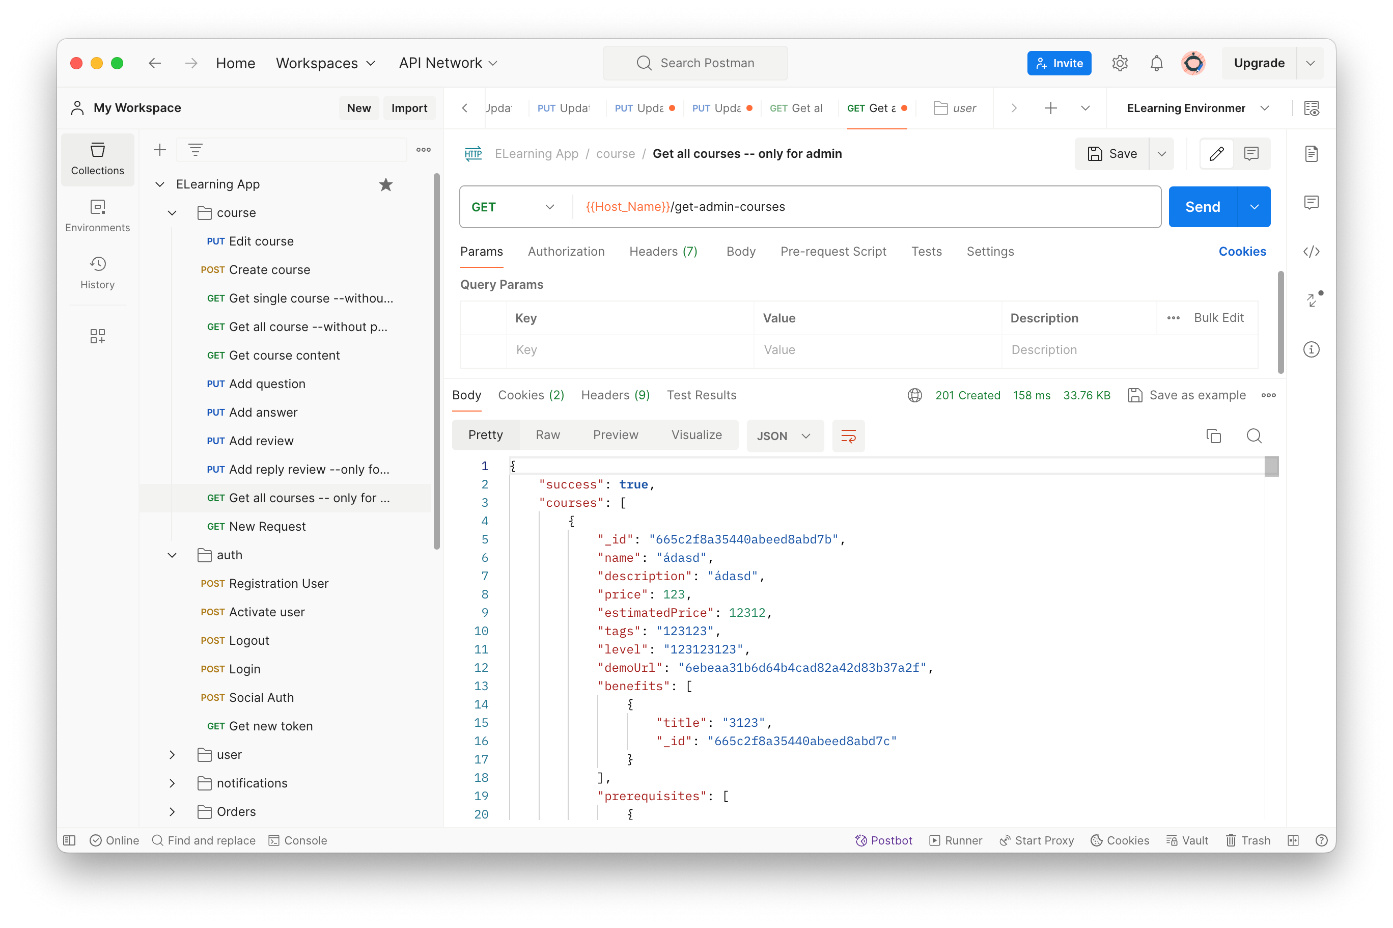 Home Workspaces API Network Search Postman Invite Upgrade
My Workspace New Import Updat PUT Updat PUT Upda PUT Upda GET Get al GET Get a user ELearning Environmer
Collections
Environments
History
ELearning App
course
PUT Edit course
POST Create course
GET Get single course --withou...
GET Get all course --without p...
GET Get course content
PUT Add question
PUT Add answer
PUT Add review
PUT Add reply review --only fo...
GET Get all courses -- only for ...
GET New Request
auth
POST Registration User
POST Activate user
POST Logout
POST Login
POST Social Auth
GET Get new token
user
notifications
Orders
HTTP ELearning App / course / Get all courses -- only for admin Save
GET {{Host_Name}}/get-admin-courses Send
Params Authorization Headers (7) Body Pre-request Script Tests Settings Cookies
Query Params
Key Value Description Bulk Edit
Key Value Description
Body Cookies (2) Headers (9) Test Results 201 Created 158 ms 33.76 KB Save as example
Pretty Raw Preview Visualize JSON
1 {
2 "success": true,
3 "courses": [
4 {
5 "_id": "665c2f8a35440abeed8abd7b",
6 "name": "ádasd",
7 "description": "ádasd",
8 "price": 123,
9 "estimatedPrice": 12312,
10 "tags": "123123",
11 "level": "123123123",
12 "demoUrl": "6ebeaa31b6d64b4cad82a42d83b37a2f",
13 "benefits": [
14 {
15 "title": "3123",
16 "_id": "665c2f8a35440abeed8abd7c"
17 }
18 ],
19 "prerequisites": [
20 {
Online Find and replace Console Postbot Runner Start Proxy Cookies Vault Trash